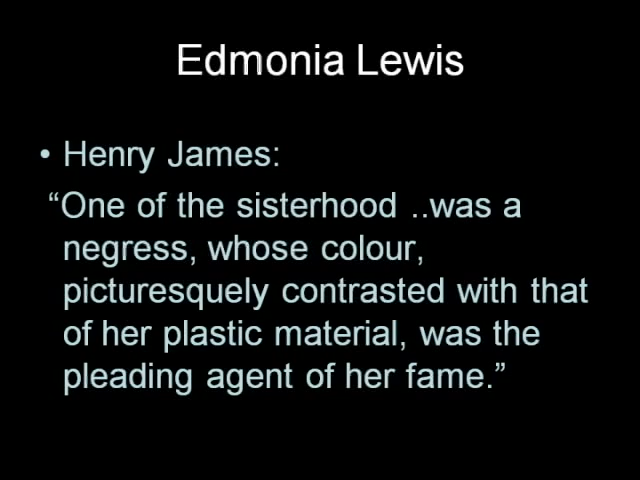 Edmonia Lewis
• Henry James:
“One of the sisterhood ..was a
negress, whose colour,
picturesquely contrasted with that
of her plastic material, was the
pleading agent of her fame.”